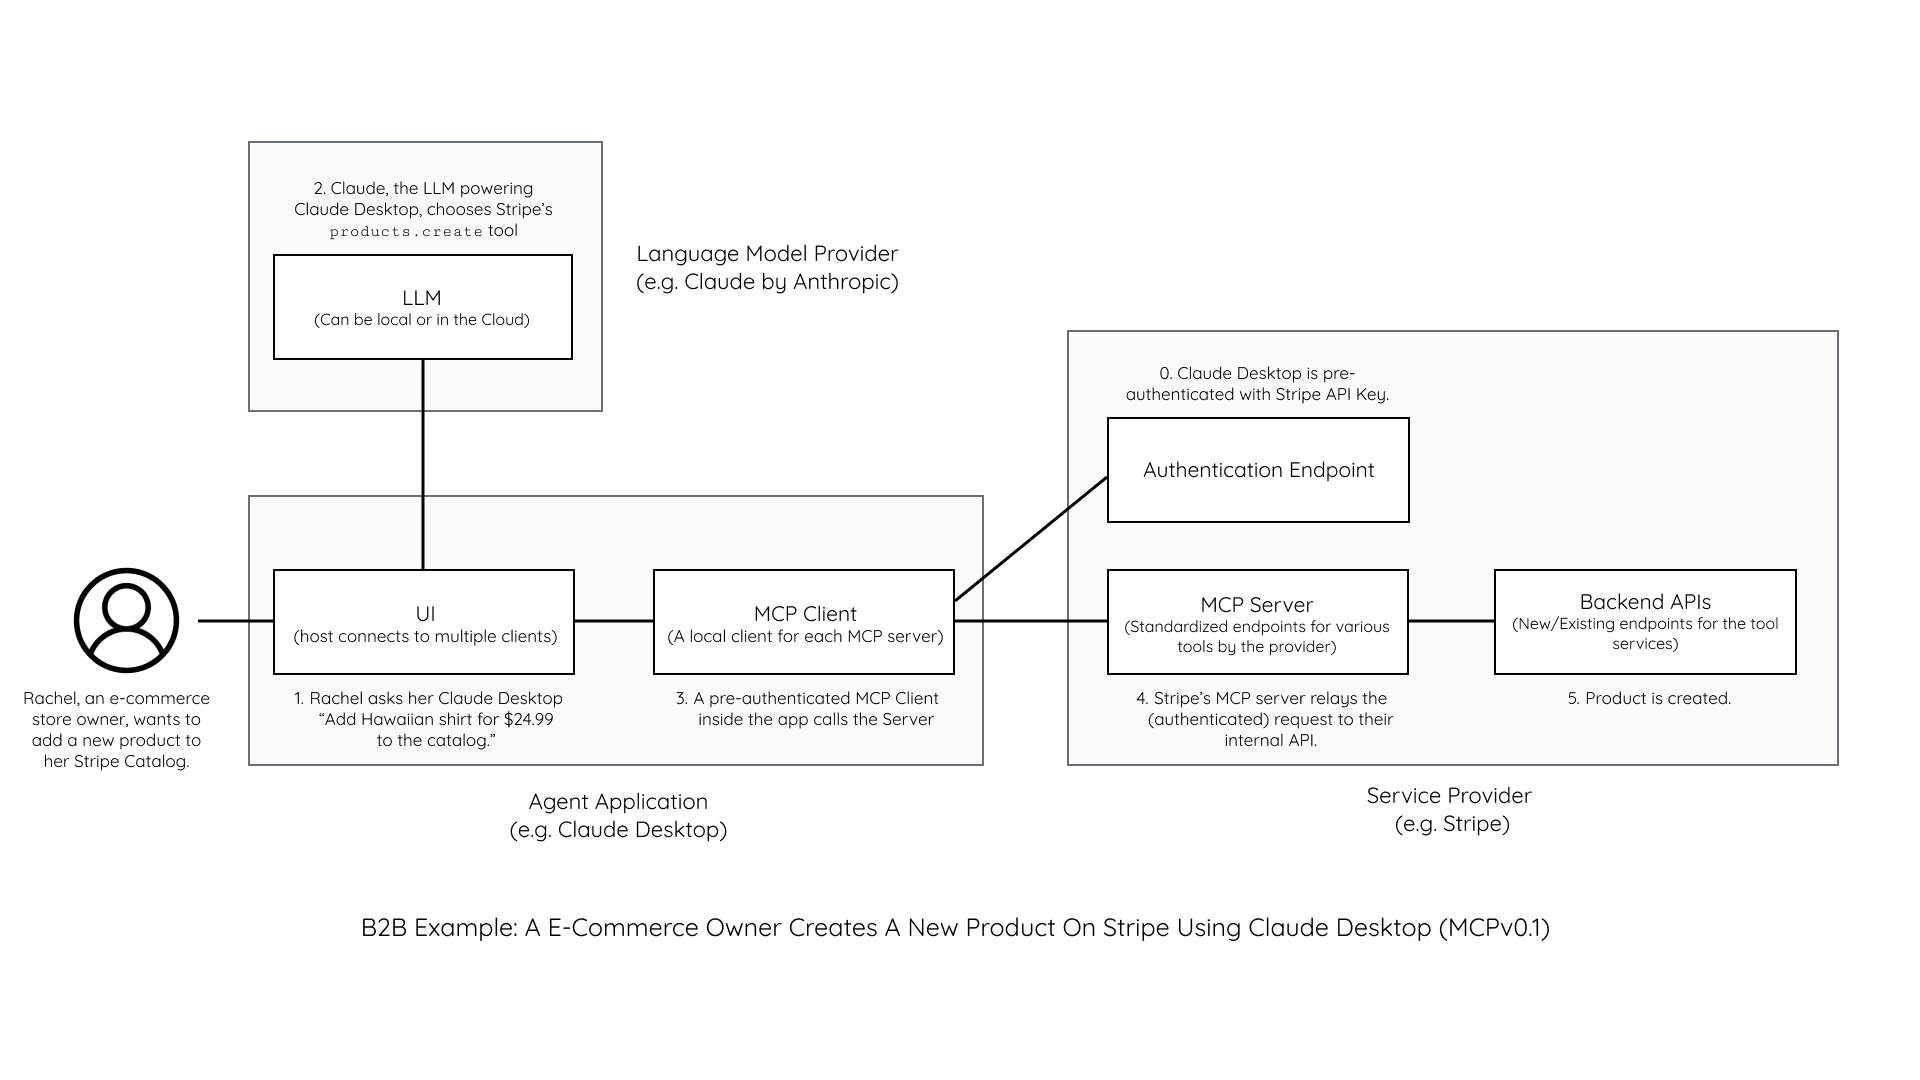 2. Claude, the LLM powering
Claude Desktop, chooses Stripe’s
products.create tool
LLM
(Can be local or in the Cloud)
Language Model Provider
(e.g. Claude by Anthropic)
0. Claude Desktop is pre-
authenticated with Stripe API Key.
Authentication Endpoint
Rachel, an e-commerce
store owner, wants to
add a new product to
her Stripe Catalog.
UI
(host connects to multiple clients)
1. Rachel asks her Claude Desktop
“Add Hawaiian shirt for $24.99
to the catalog.”
MCP Client
(A local client for each MCP server)
3. A pre-authenticated MCP Client
inside the app calls the Server
MCP Server
(Standardized endpoints for various
tools by the provider)
4. Stripe’s MCP server relays the
(authenticated) request to their
internal API.
Backend APIs
(New/Existing endpoints for the tool
services)
5. Product is created.
Agent Application
(e.g. Claude Desktop)
Service Provider
(e.g. Stripe)
B2B Example: A E-Commerce Owner Creates A New Product On Stripe Using Claude Desktop (MCPv0.1)